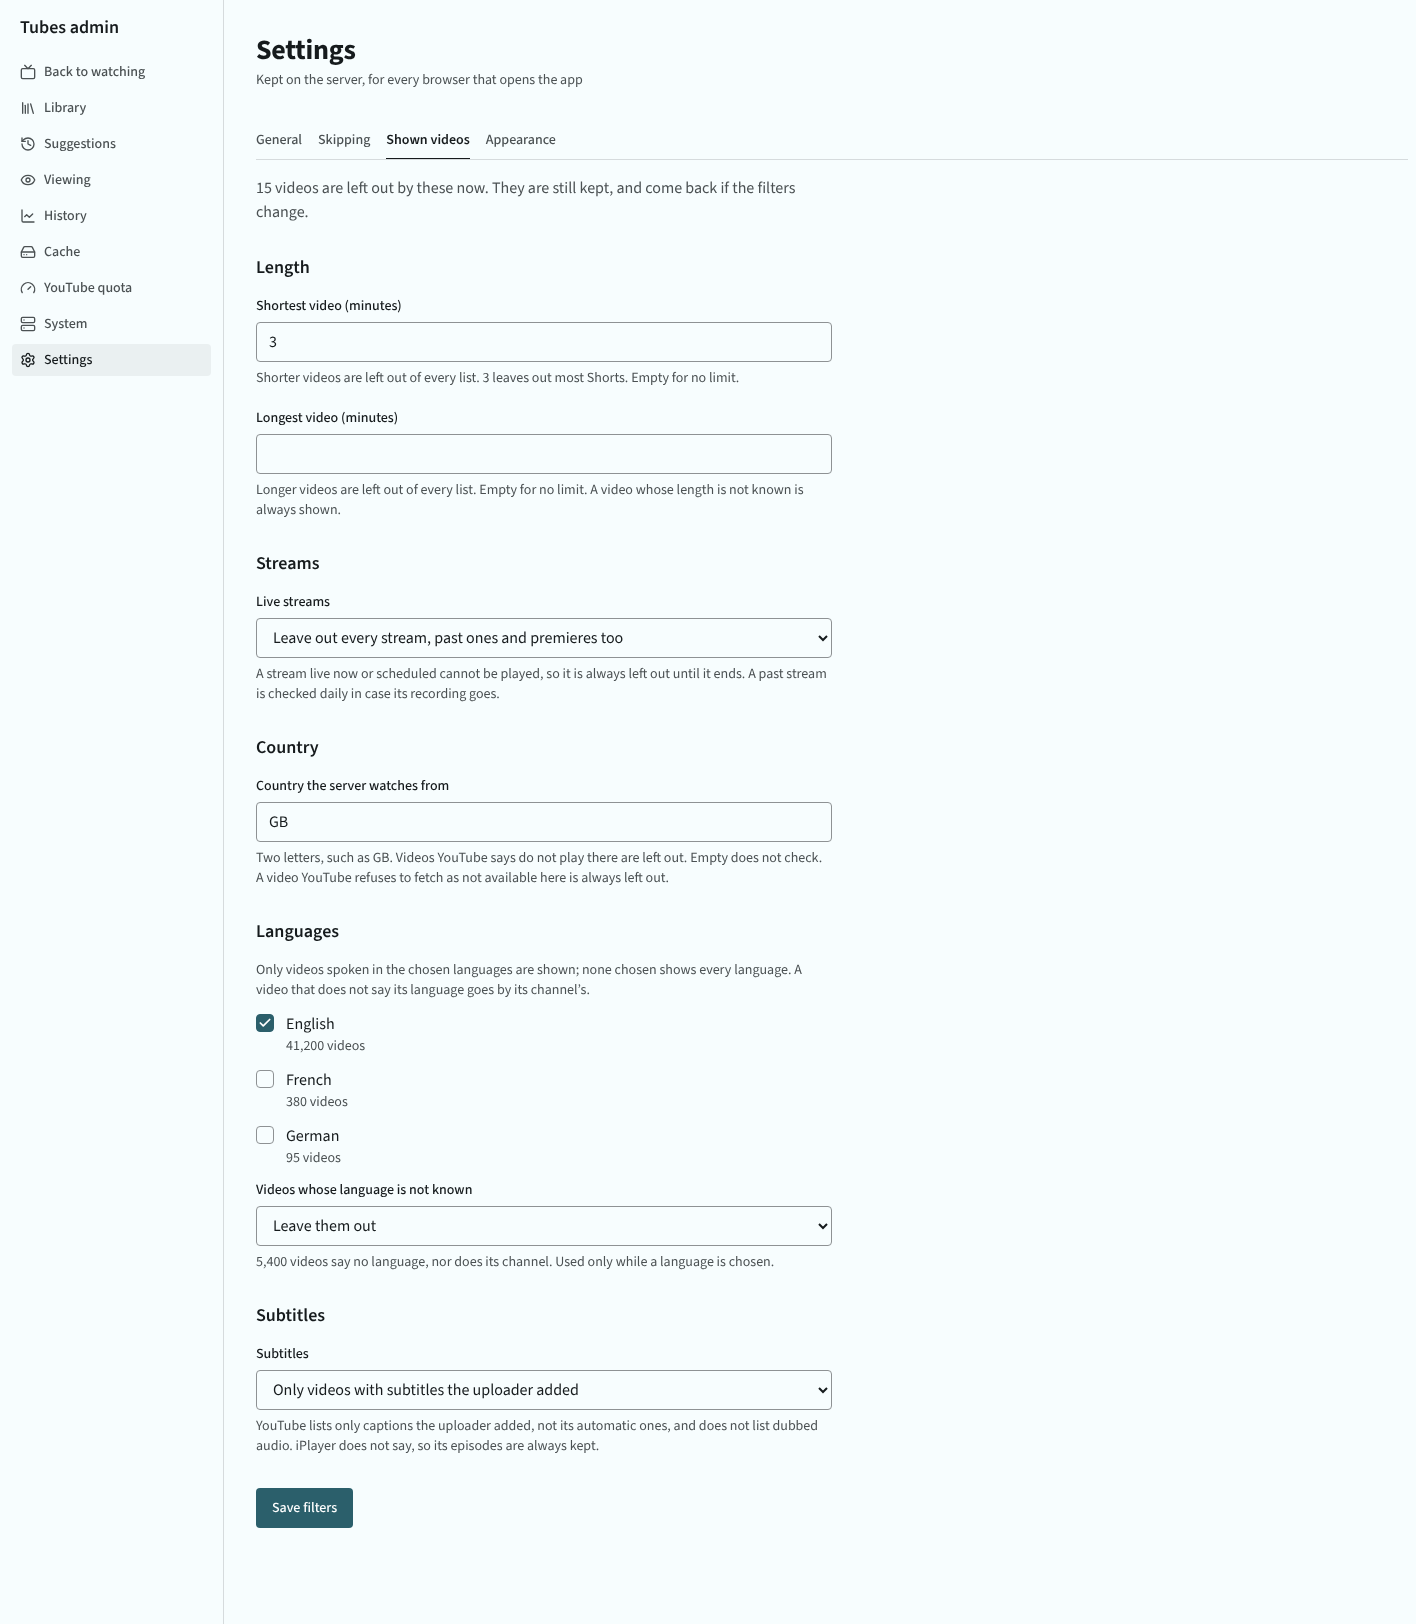 Tubes admin
Back to watching
Library
Suggestions
Viewing
History
Cache
YouTube quota
System
Settings
Settings
Kept on the server, for every browser that opens the app
General
Skipping
Shown videos
Appearance
15 videos are left out by these now. They are still kept, and come back if the filters
change.
Length
Shortest video (minutes)
3
Shorter videos are left out of every list. 3 leaves out most Shorts. Empty for no limit.
Longest video (minutes)
Longer videos are left out of every list. Empty for no limit. A video whose length is not known is
always shown.
Streams
Live streams
Leave out every stream, past ones and premieres too
A stream live now or scheduled cannot be played, so it is always left out until it ends. A past stream
is checked daily in case its recording goes.
Country
Country the server watches from
GB
Two letters, such as GB. Videos YouTube says do not play there are left out. Empty does not check.
A video YouTube refuses to fetch as not available here is always left out.
Languages
Only videos spoken in the chosen languages are shown; none chosen shows every language. A
video that does not say its language goes by its channel's.
English
41,200 videos
French
380 videos
German
95 videos
Videos whose language is not known
Leave them out
5,400 videos say no language, nor does its channel. Used only while a language is chosen.
Subtitles
Subtitles
Only videos with subtitles the uploader added
YouTube lists only captions the uploader added, not its automatic ones, and does not list dubbed
audio. iPlayer does not say, so its episodes are always kept.
Save filters